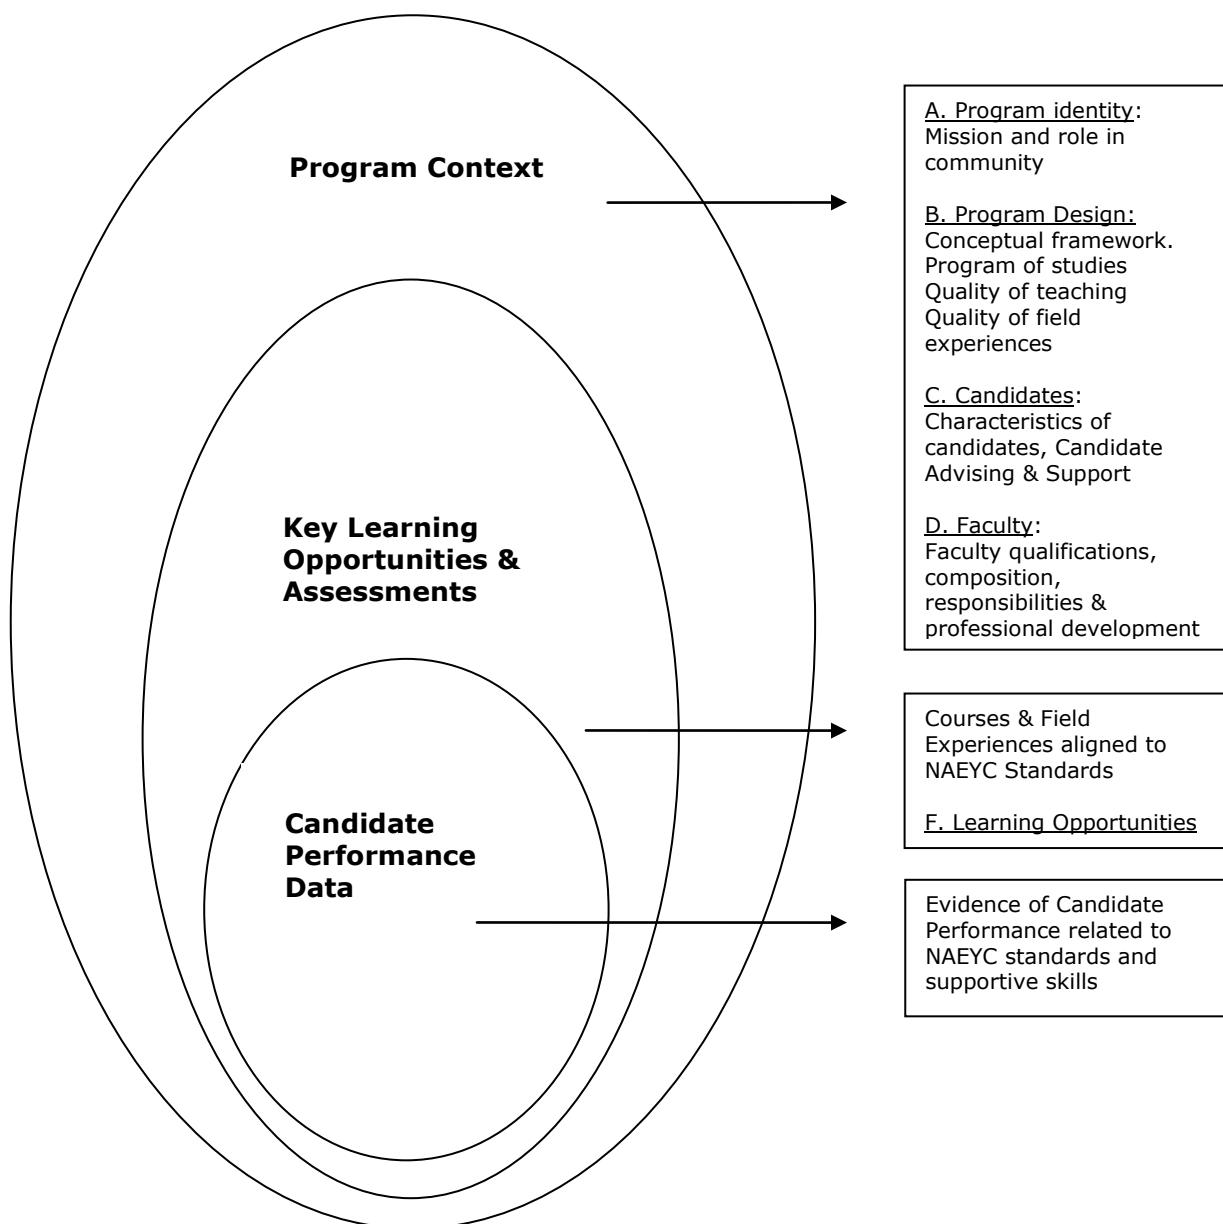 Program Context
A. Program identity:
Mission and role in
community
B. Program Design:
Conceptual framework.
Program of studies
Quality of teaching
Quality of field
experiences
C. Candidates:
Characteristics of
candidates, Candidate
Advising & Support
D. Faculty:
Faculty qualifications,
composition,
responsibilities &
professional development
Key Learning
Opportunities &
Assessments
Courses & Field
Experiences aligned to
NAEYC Standards
F. Learning Opportunities
Candidate
Performance
Data
Evidence of Candidate
Performance related to
NAEYC standards and
supportive skills